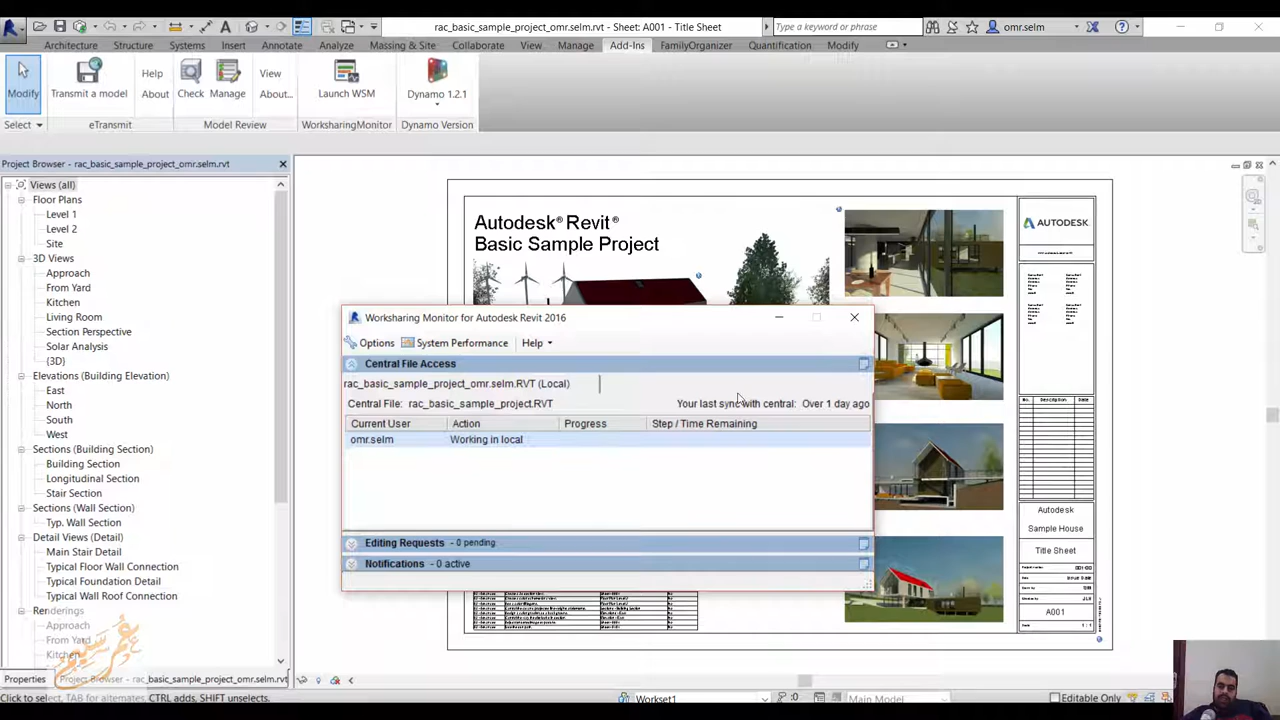 rac_basic_sample_project_omr.selm.rvt - Sheet: A001 - Title Sheet
Type a keyword or phrase
omr.selm
Architecture Structure Systems Insert Annotate Analyze Massing & Site Collaborate View Manage Add-Ins FamilyOrganizer Quantification Modify
Modify
Transmit a model
Help
About
Check
Manage
View
About...
Launch WSM
Dynamo 1.2.1
Select
eTransmit
Model Review
WorksharingMonitor
Dynamo Version
Project Browser - rac_basic_sample_project_omr.selm.rvt
Views (all)
Floor Plans
Level 1
Level 2
Site
3D Views
Approach
From Yard
Kitchen
Living Room
Section Perspective
Solar Analysis
{3D}
Elevations (Building Elevation)
East
North
South
West
Sections (Building Section)
Building Section
Longitudinal Section
Stair Section
Sections (Wall Section)
Typ. Wall Section
Detail Views (Detail)
Main Stair Detail
Typical Floor Wall Connection
Typical Foundation Detail
Typical Wall Roof Connection
Renderings
Approach
From Yard
Kitchen
Properties
Project Browser - rac_basic_sample_project_omr.selm.rvt
Autodesk® Revit®
Basic Sample Project
AUTODESK
Autodesk
Sample House
Title Sheet
A001
Worksharing Monitor for Autodesk Revit 2016
Options System Performance Help
Central File Access
rac_basic_sample_project_omr.selm.RVT (Local)
Central File: rac_basic_sample_project.RVT
Your last sync with central: Over 1 day ago
Current User Action Progress Step / Time Remaining
omr.selm Working in local
Editing Requests - 0 pending
Notifications - 0 active
Click to select, TAB for alternates, CTRL adds, SHIFT unselects.
Workset1
:0
Main Model
Editable Only